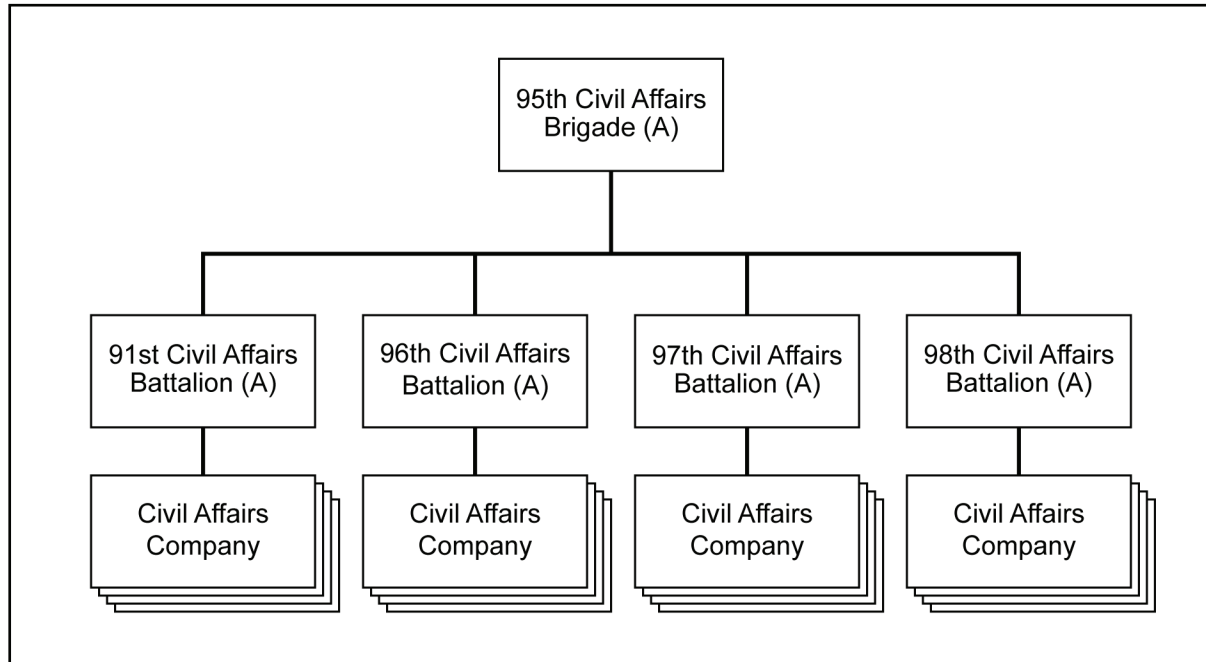 95th Civil Affairs
Brigade (A)
91st Civil Affairs
Battalion (A)
96th Civil Affairs
Battalion (A)
97th Civil Affairs
Battalion (A)
98th Civil Affairs
Battalion (A)
Civil Affairs
Company
Civil Affairs
Company
Civil Affairs
Company
Civil Affairs
Company